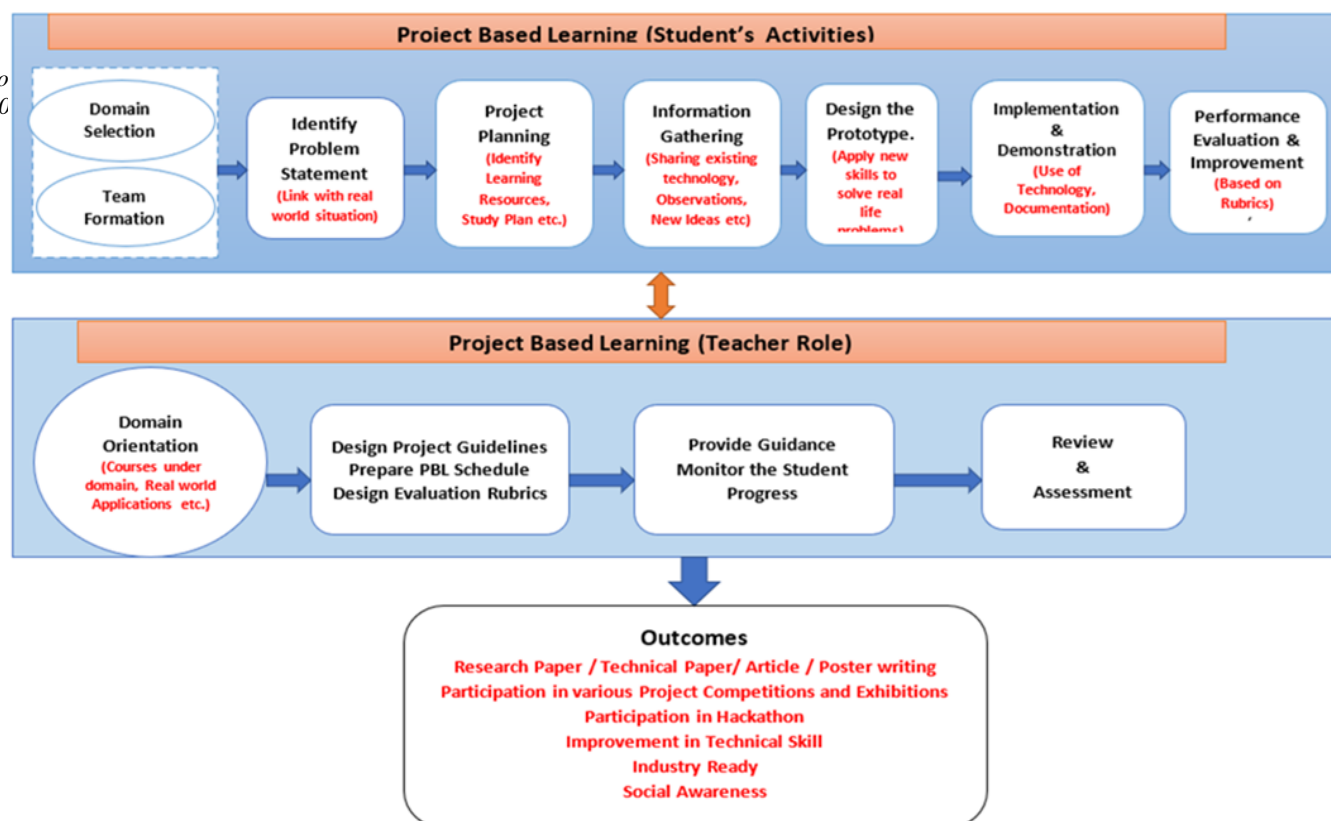 Project Based Learning (Student's Activities)
Domain
Selection
Team
Formation
Identify
Problem
Statement
(Link with real
world situation)
Project
Planning
(Identify
Learning
Resources,
Study Plan etc.)
Information
Gathering
(Sharing existing
technology,
Observations,
New Ideas etc)
Design the
Prototype.
(Apply new
skills to
solve real
life
problems)
Implementation
&
Demonstration
(Use of
Technology,
Documentation)
Performance
Evaluation &
Improvement
(Based on
Rubrics)
Project Based Learning (Teacher Role)
Domain
Orientation
(Courses under
domain, Real world
Applications etc.)
Design Project Guidelines
Prepare PBL Schedule
Design Evaluation Rubrics
Provide Guidance
Monitor the Student
Progress
Review
&
Assessment
Outcomes
Research Paper / Technical Paper/ Article / Poster writing
Participation in various Project Competitions and Exhibitions
Participation in Hackathon
Improvement in Technical Skill
Industry Ready
Social Awareness